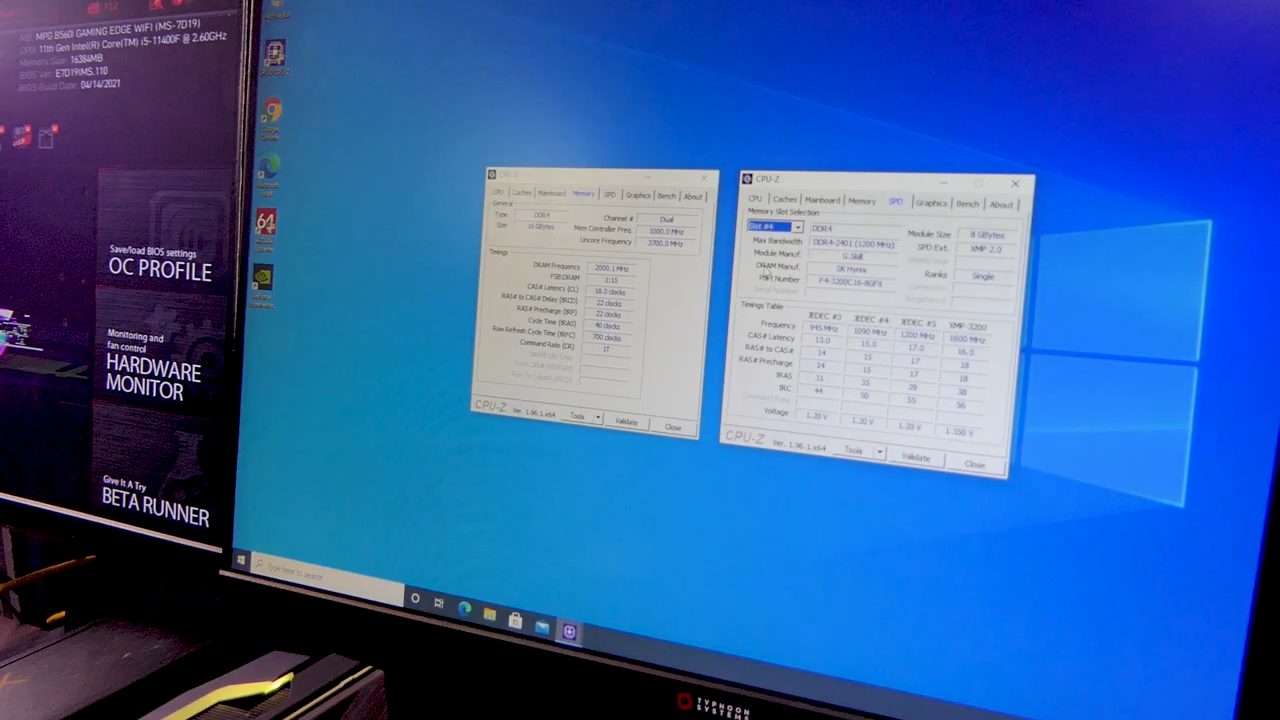 MB: MPG B560I GAMING EDGE WIFI (MS-7D19)
CPU: 11th Gen Intel(R) Core(TM) i5-11400F @ 2.60GHz
Memory Size: 16384MB
BIOS Ver: E7D19IMS.110
BIOS Build Date: 04/14/2021
Save/load BIOS settings
OC PROFILE
Monitoring and
fan control
HARDWARE
MONITOR
Give It A Try
BETA RUNNER
Google
Chrome
64
CPU-Z
CPU Caches Mainboard Memory SPD Graphics Bench About
General
Type DDR4 Channel # Dual
Size 16 GBytes Mem Controller Freq. 1000.0 MHz
Uncore Frequency 3700.0 MHz
Timings
DRAM Frequency 2000.1 MHz
FSB:DRAM 1:15
CAS# Latency (CL) 18.0 clocks
RAS# to CAS# Delay (tRCD) 22 clocks
RAS# Precharge (tRP) 22 clocks
Cycle Time (tRAS) 40 clocks
Row Refresh Cycle Time (tRFC) 700 clocks
Command Rate (CR) 1T
CPU-Z Ver. 1.96.1.x64 Tools Validate Close
CPU-Z
CPU Caches Mainboard Memory SPD Graphics Bench About
Memory Slot Selection
Slot #4 DDR4 Module Size 8 GBytes
Max Bandwidth DDR4-2401 (1200 MHz) SPD Ext. XMP 2.0
Module Manuf. G.Skill
DRAM Manuf. SK Hynix Ranks Single
Part Number F4-3200C16-8GFX
Timings Table
JEDEC #3 JEDEC #4 JEDEC #5 XMP-3200
Frequency 945 MHz 1090 MHz 1200 MHz 1600 MHz
CAS# Latency 13.0 15.0 17.0 16.0
RAS# to CAS# 14 15 17 18
RAS# Precharge 14 15 17 18
tRAS 31 35 39 38
tRC 44 50 55 56
Voltage 1.20 V 1.20 V 1.20 V 1.350 V
CPU-Z Ver. 1.96.1.x64 Tools Validate Close
Type here to search
TYPHOON
SYSTEMS